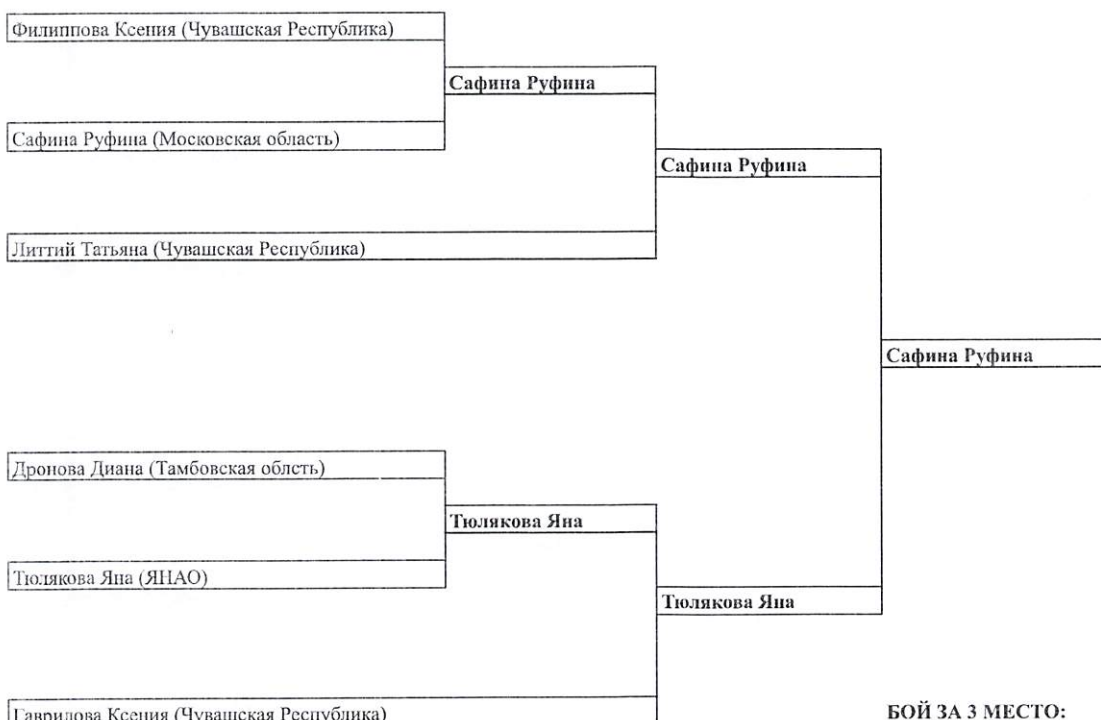 Филиппова Ксения (Чувашская Республика)
Сафина Руфина
Сафина Руфина (Московская область)
Сафина Руфина
Литтий Татьяна (Чувашская Республика)
Сафина Руфина
Дронова Диана (Тамбовская облсть)
Тюлякова Яна
Тюлякова Яна (ЯНАО)
Тюлякова Яна
Гаврилова Ксения (Чувашская Республика)
БОЙ ЗА 3 МЕСТО: